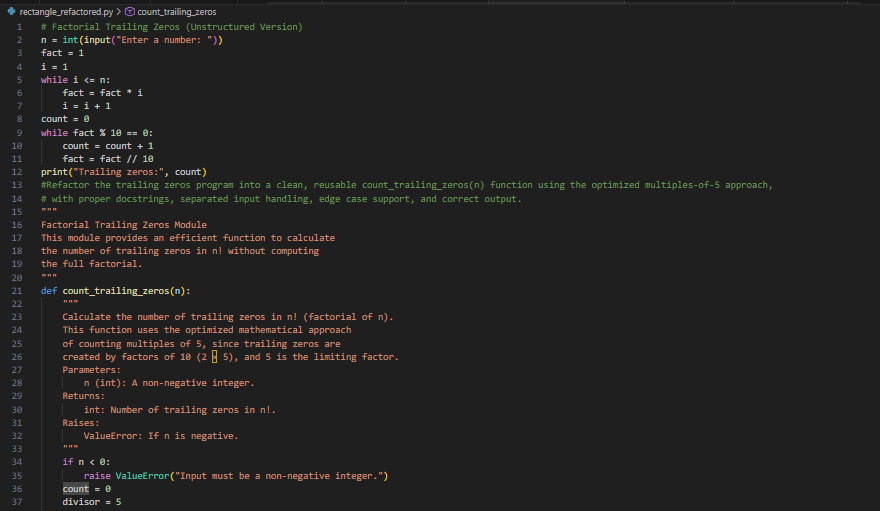 rectangle_refactored.py > count_trailing_zeros
1 # Factorial Trailing Zeros (Unstructured Version)
2 n = int(input("Enter a number: "))
3 fact = 1
4 i = 1
5 while i <= n:
6     fact = fact * i
7     i = i + 1
8 count = 0
9 while fact % 10 == 0:
10     count = count + 1
11     fact = fact // 10
12 print("Trailing zeros:", count)
13 #Refactor the trailing zeros program into a clean, reusable count_trailing_zeros(n) function using the optimized multiples-of-5 approach,
14 # with proper docstrings, separated input handling, edge case support, and correct output.
15 """
16 Factorial Trailing Zeros Module
17 This module provides an efficient function to calculate
18 the number of trailing zeros in n! without computing
19 the full factorial.
20 """
21 def count_trailing_zeros(n):
22     """
23     Calculate the number of trailing zeros in n! (factorial of n).
24     This function uses the optimized mathematical approach
25     of counting multiples of 5, since trailing zeros are
26     created by factors of 10 (2 × 5), and 5 is the limiting factor.
27     Parameters:
28         n (int): A non-negative integer.
29     Returns:
30         int: Number of trailing zeros in n!.
31     Raises:
32         ValueError: If n is negative.
33     """
34     if n < 0:
35         raise ValueError("Input must be a non-negative integer.")
36     count = 0
37     divisor = 5